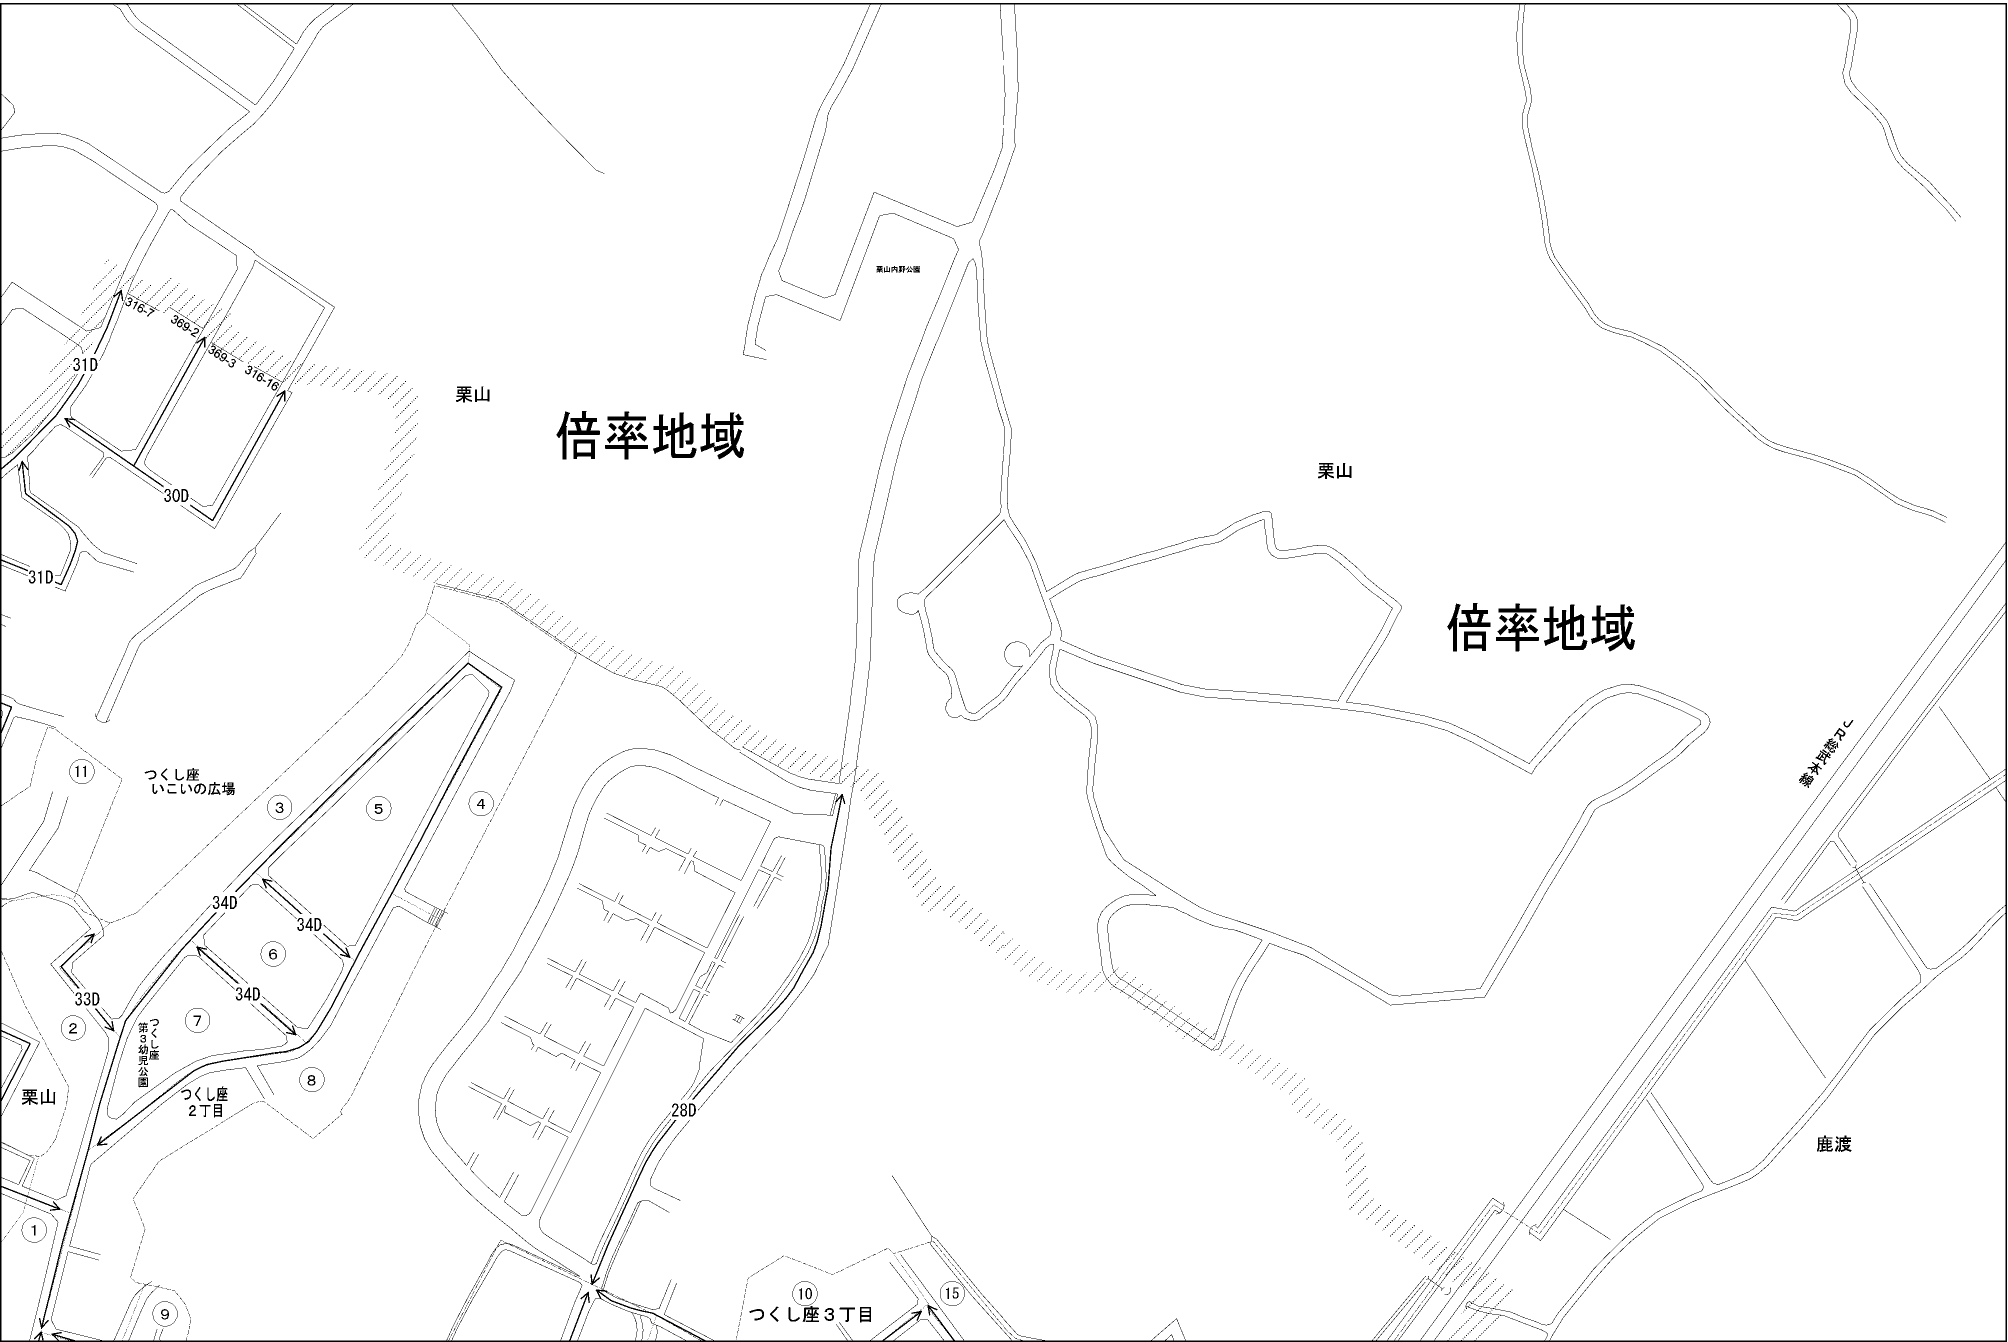 栗山内野公園
316-7
369-2
369-3
316-16
31D
栗山
倍率地域
栗山
30D
31D
倍率地域
JR総武本線
⑪
つくし座
いこいの広場
③
⑤
④
34D
34D
⑥
34D
33D
②
⑦
つくし座
第3幼児公園
⑧
栗山
つくし座
2丁目
28D
鹿渡
①
⑨
⑩
つくし座3丁目
⑮